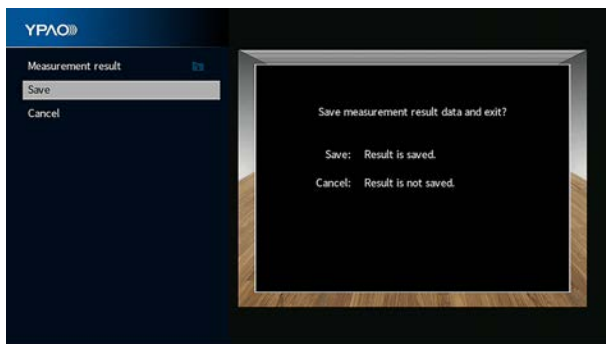 YPAO
Measurement result
Save
Cancel
Save measurement result data and exit?
Save: Result is saved.
Cancel: Result is not saved.